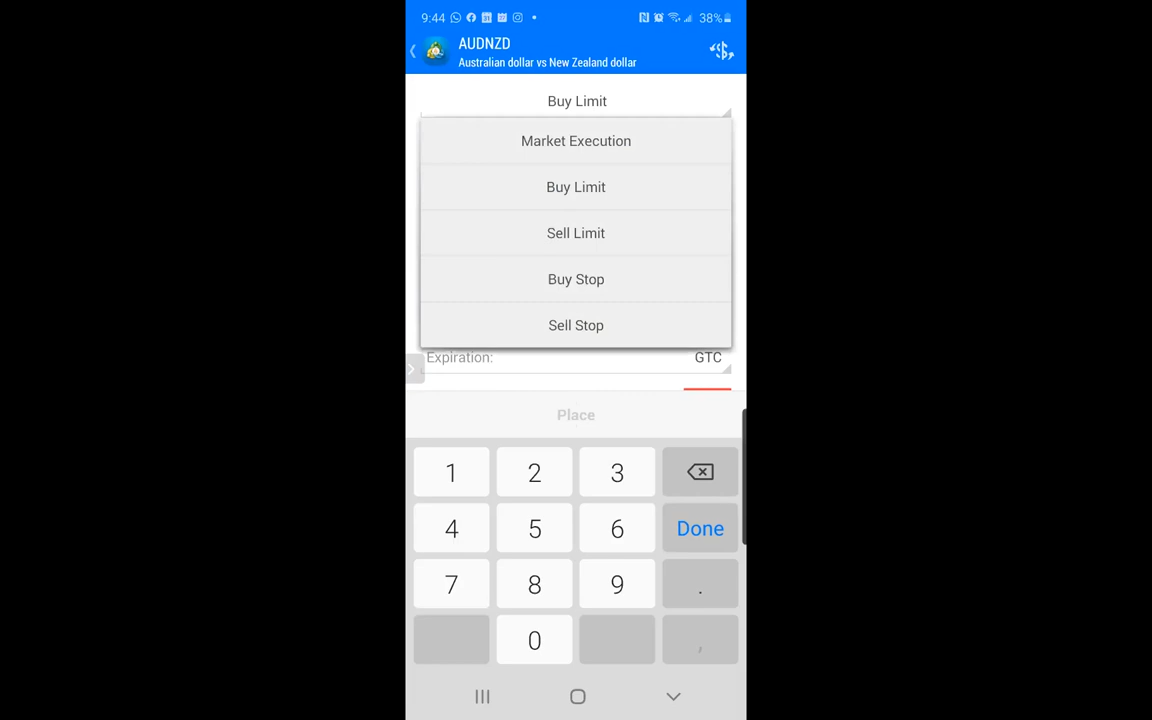 9:44 38%
AUDNZD
Australian dollar vs New Zealand dollar
Buy Limit
Market Execution
Buy Limit
Sell Limit
Buy Stop
Sell Stop
Expiration: GTC
Place
1 2 3
4 5 6 Done
7 8 9 .
0 ,